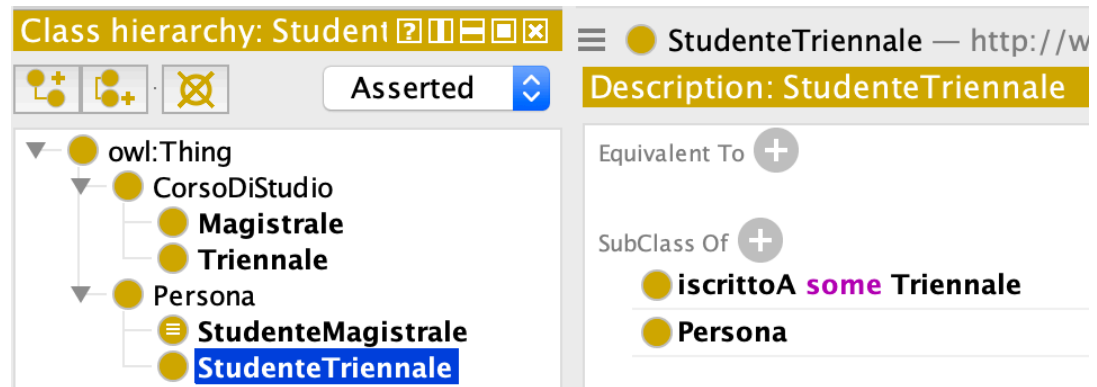 Class hierarchy: Student
Asserted
owl:Thing
CorsoDiStudio
Magistrale
Triennale
Persona
StudenteMagistrale
StudenteTriennale
StudenteTriennale — http://w
Description: StudenteTriennale
Equivalent To
SubClass Of
iscrittoA some Triennale
Persona